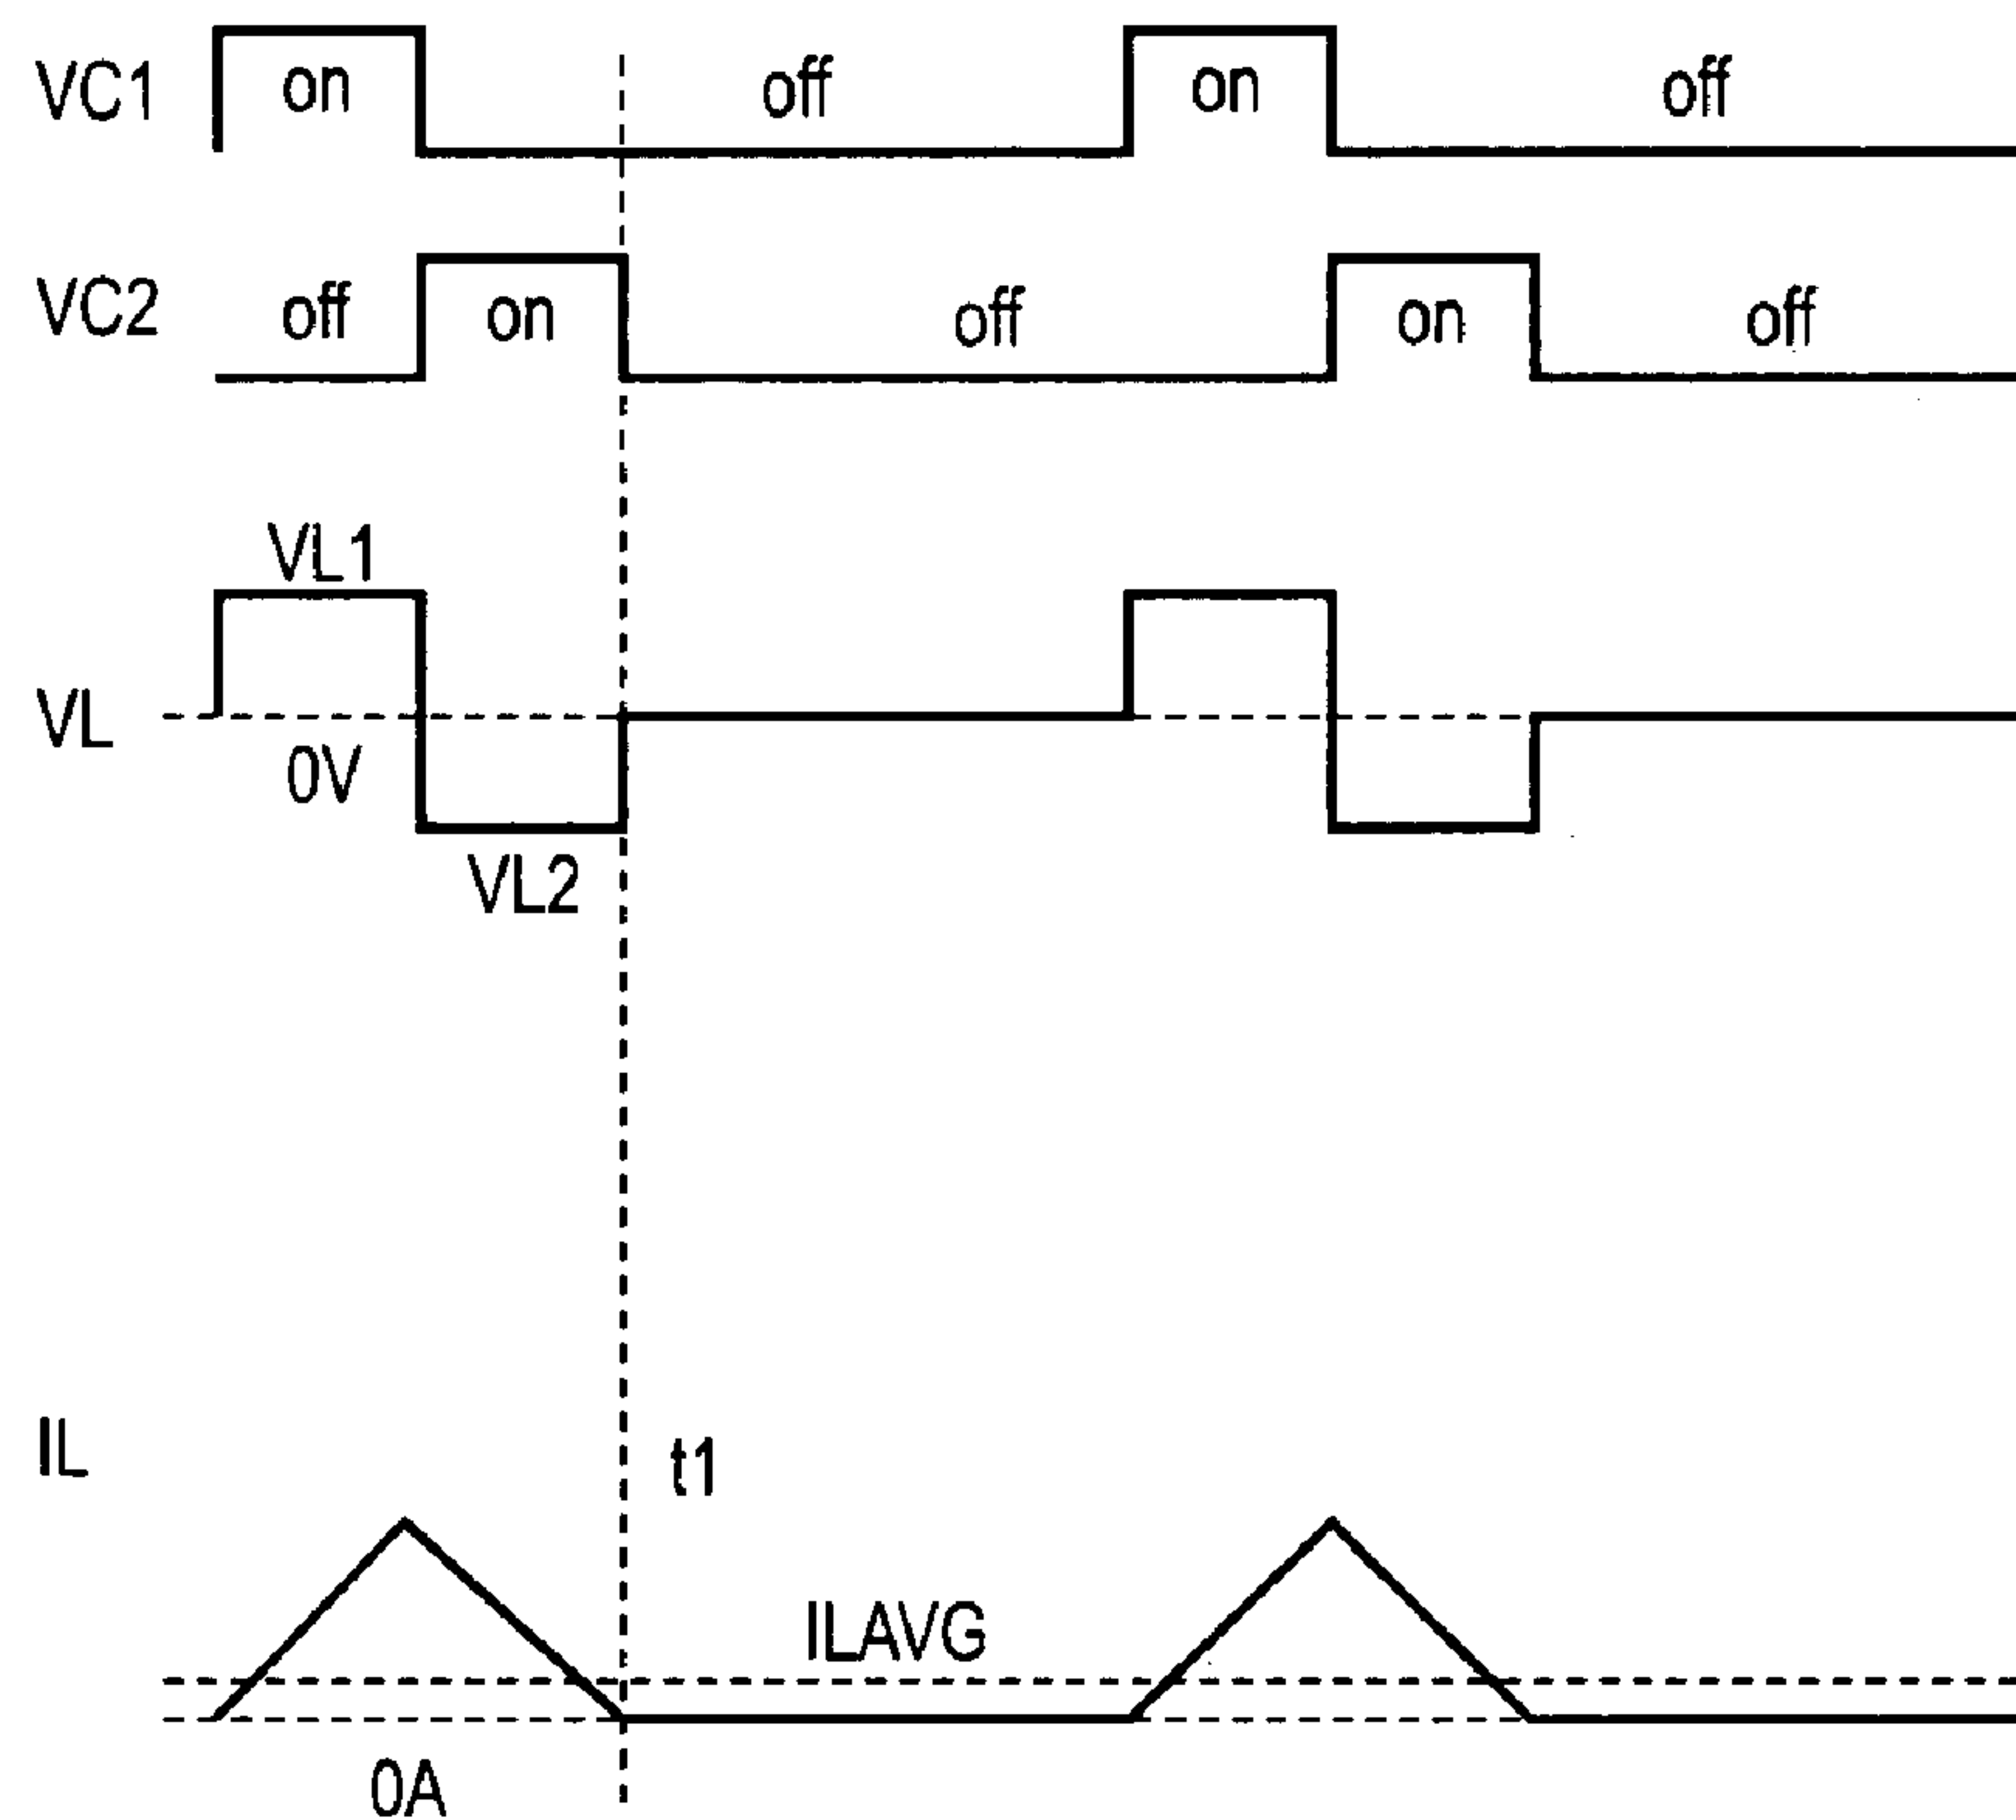 VC1 on off on off
VC2 off on off on off
VL1
VL
0V
VL2
IL
t1
ILAVG
0A